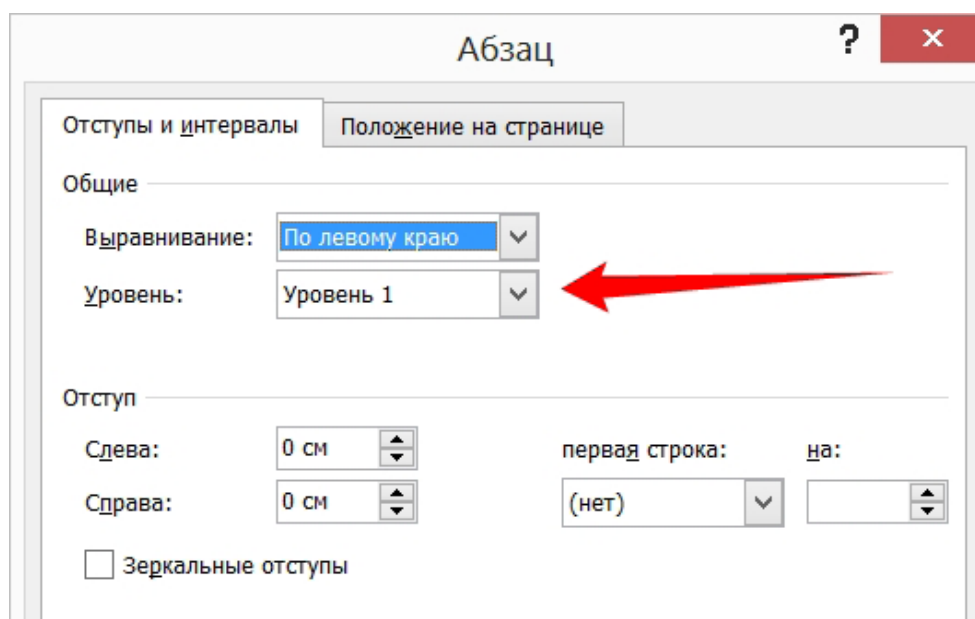 Абзац ?
Отступы и интервалы Положение на странице
Общие
Выравнивание: По левому краю
Уровень: Уровень 1
Отступ
Слева: 0 см первая строка: на:
Справа: 0 см (нет)
Зеркальные отступы